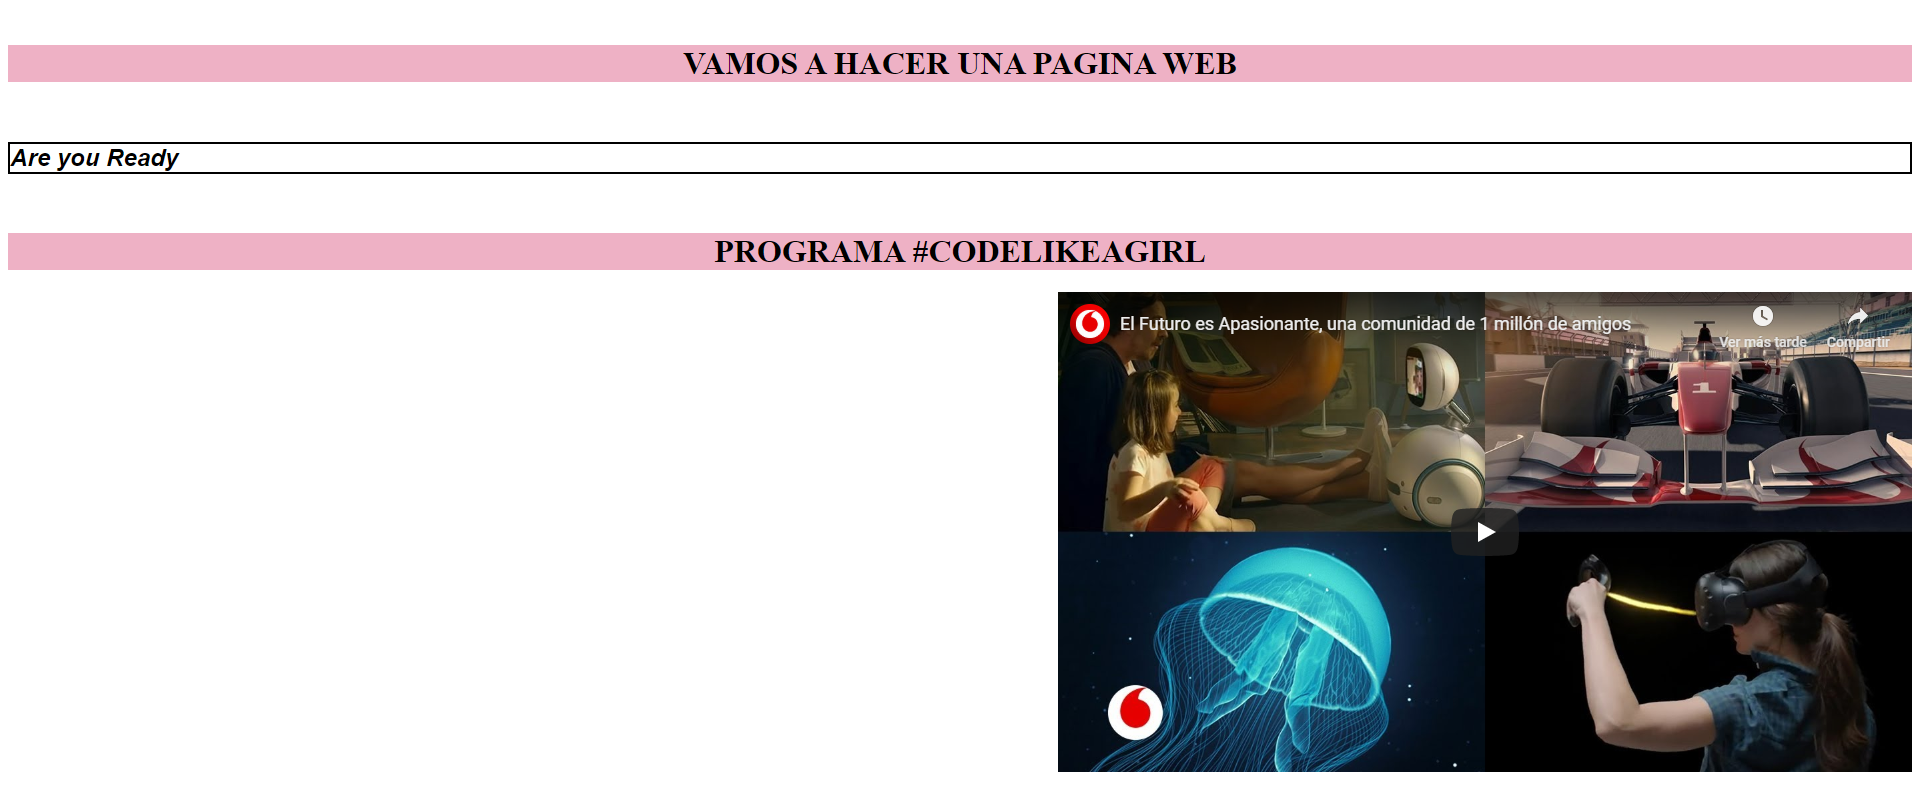 VAMOS A HACER UNA PAGINA WEB
Are you Ready
PROGRAMA #CODELIKEAGIRL
El Futuro es Apasionante, una comunidad de 1 millón de amigos
Ver más tarde
Compartir
1